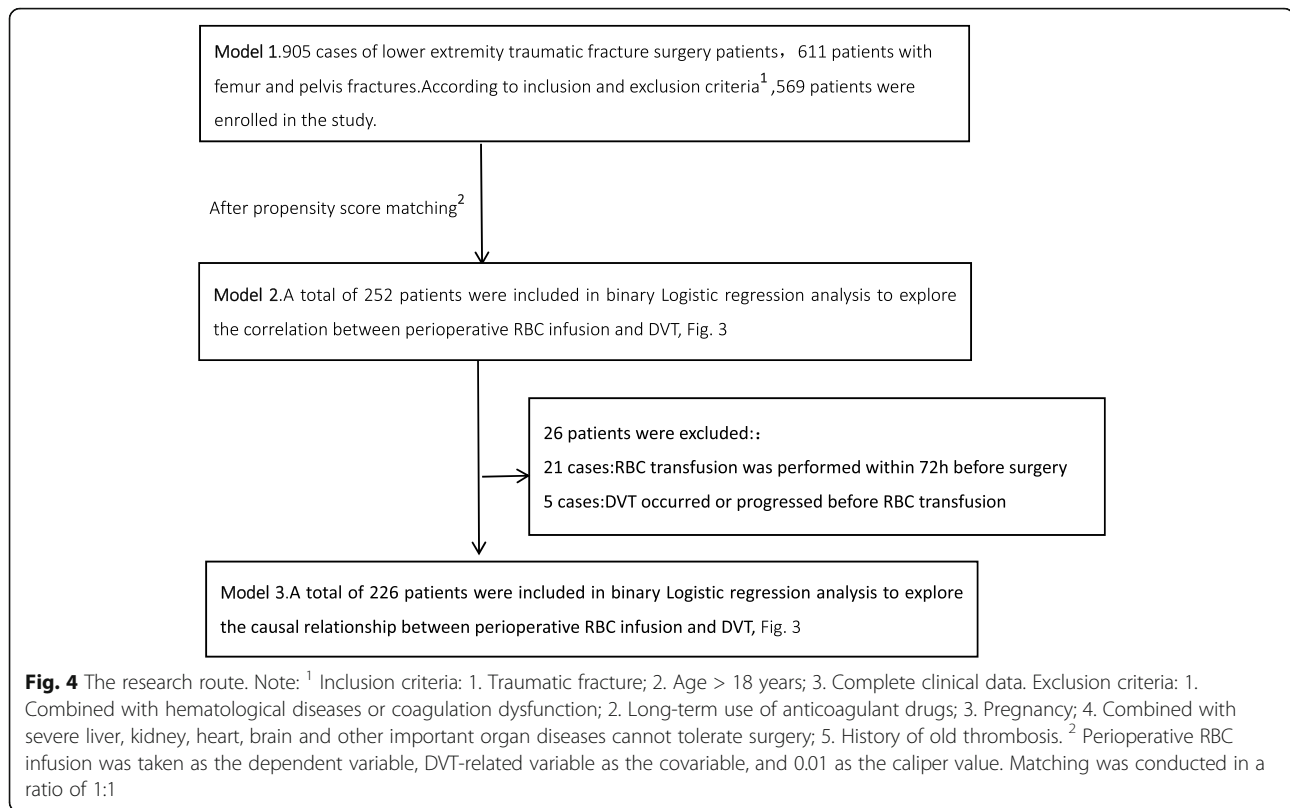 Model 1.905 cases of lower extremity traumatic fracture surgery patients，611 patients with
femur and pelvis fractures.According to inclusion and exclusion criteria1 ,569 patients were
enrolled in the study.
After propensity score matching2
Model 2.A total of 252 patients were included in binary Logistic regression analysis to explore
the correlation between perioperative RBC infusion and DVT, Fig. 3
26 patients were excluded:：
21 cases:RBC transfusion was performed within 72h before surgery
5 cases:DVT occurred or progressed before RBC transfusion
Model 3.A total of 226 patients were included in binary Logistic regression analysis to explore
the causal relationship between perioperative RBC infusion and DVT, Fig. 3
Fig. 4 The research route. Note: 1 Inclusion criteria: 1. Traumatic fracture; 2. Age > 18 years; 3. Complete clinical data. Exclusion criteria: 1.
Combined with hematological diseases or coagulation dysfunction; 2. Long-term use of anticoagulant drugs; 3. Pregnancy; 4. Combined with
severe liver, kidney, heart, brain and other important organ diseases cannot tolerate surgery; 5. History of old thrombosis. 2 Perioperative RBC
infusion was taken as the dependent variable, DVT-related variable as the covariable, and 0.01 as the caliper value. Matching was conducted in a
ratio of 1:1